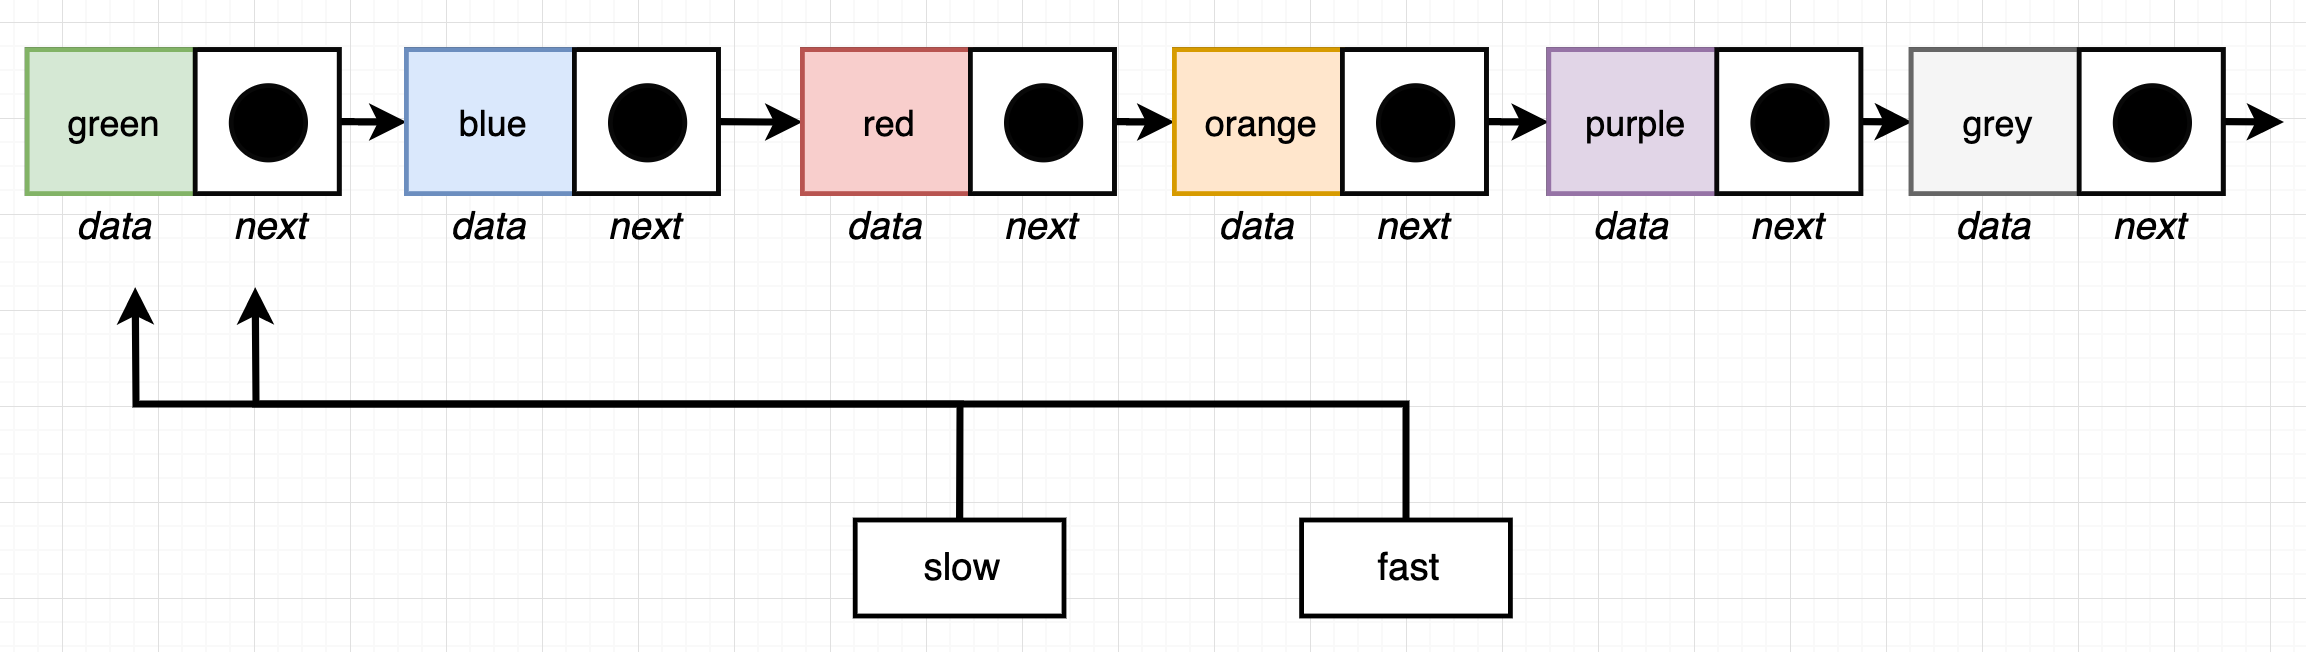 green blue red orange purple grey
data next data next data next data next data next data next
slow fast